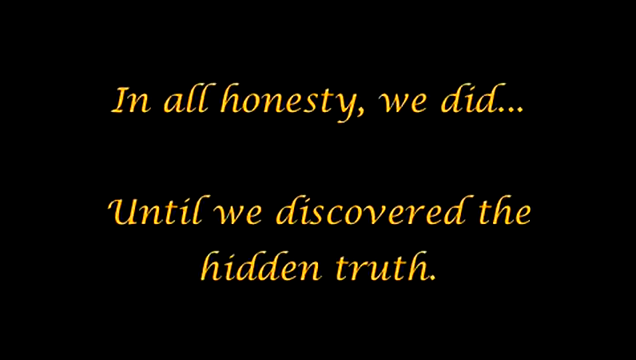 In all honesty, we did...
Until we discovered the
hidden truth.